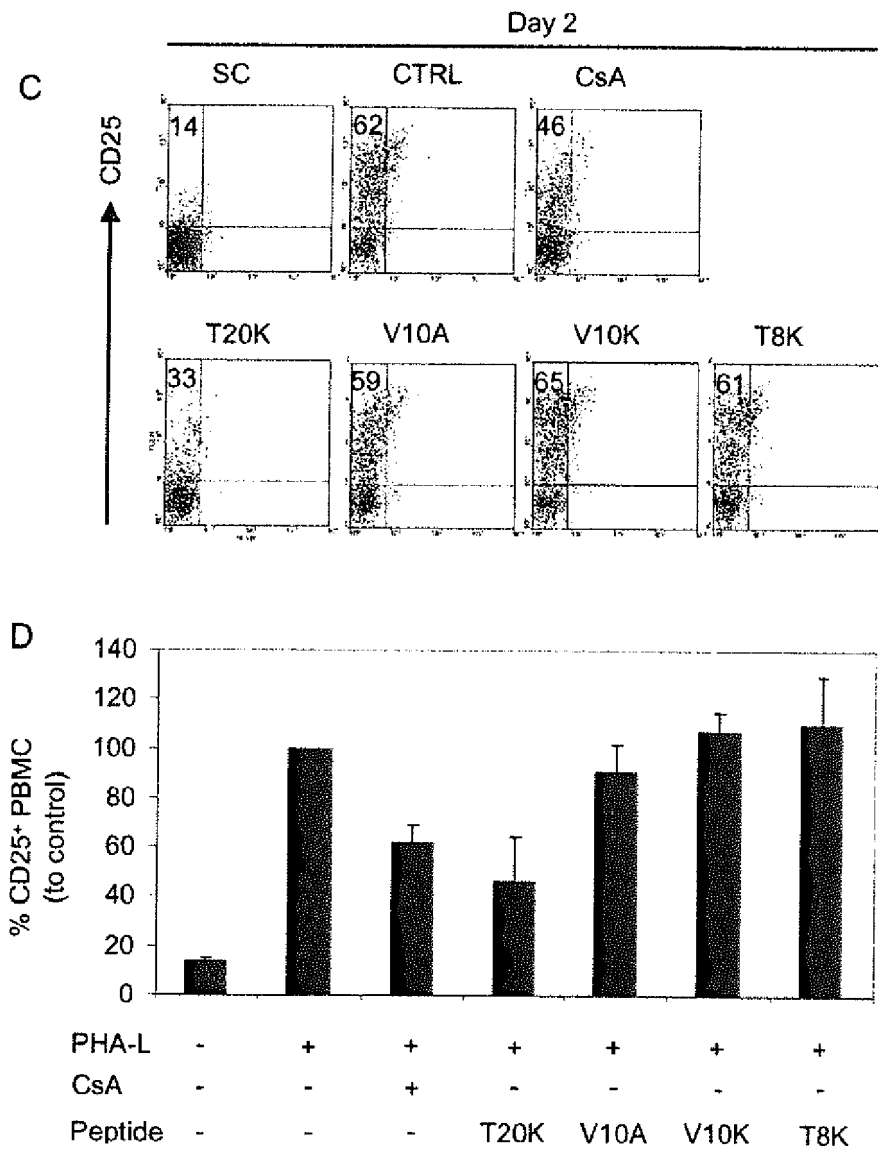 Day 2
C
SC CTRL CsA
CD25
14 62 46
T20K V10A V10K T8K
33 59 65 61
D
% CD25+ PBMC
(to control)
140
120
100
80
60
40
20
0
PHA-L - + + + + + +
CsA - - + - - - -
Peptide - - - T20K V10A V10K T8K